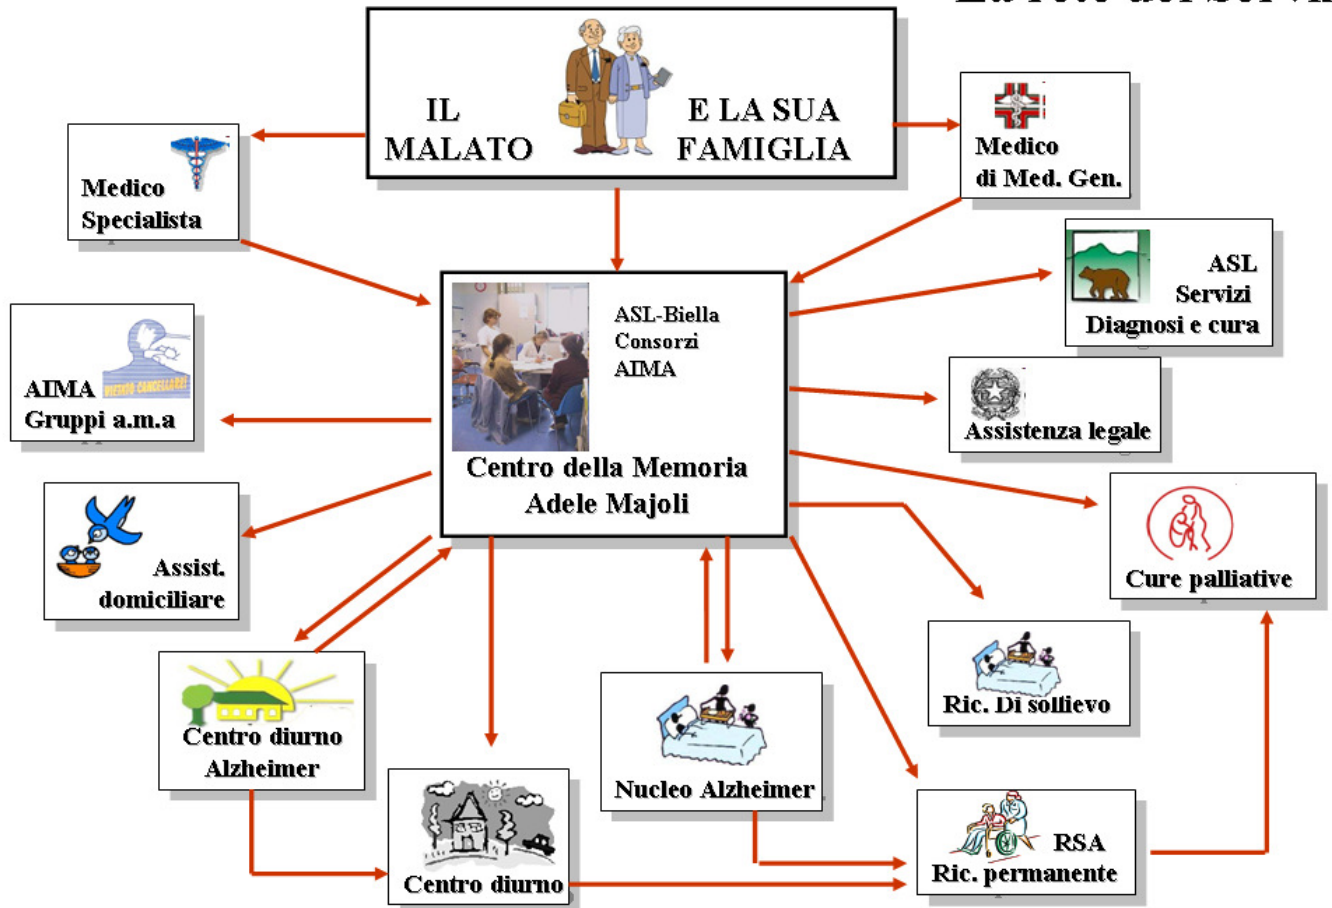 IL
MALATO
E LA SUA
FAMIGLIA
Medico
Specialista
Medico
di Med. Gen.
ASL
Servizi
Diagnosi e cura
ASL-Biella
Consorzi
AIMA
Centro della Memoria
Adele Majoli
AIMA
Gruppi a.m.a
Assistenza legale
Assist.
domiciliare
Cure palliative
Centro diurno
Alzheimer
Ric. Di sollievo
Nucleo Alzheimer
Centro diurno
RSA
Ric. permanente